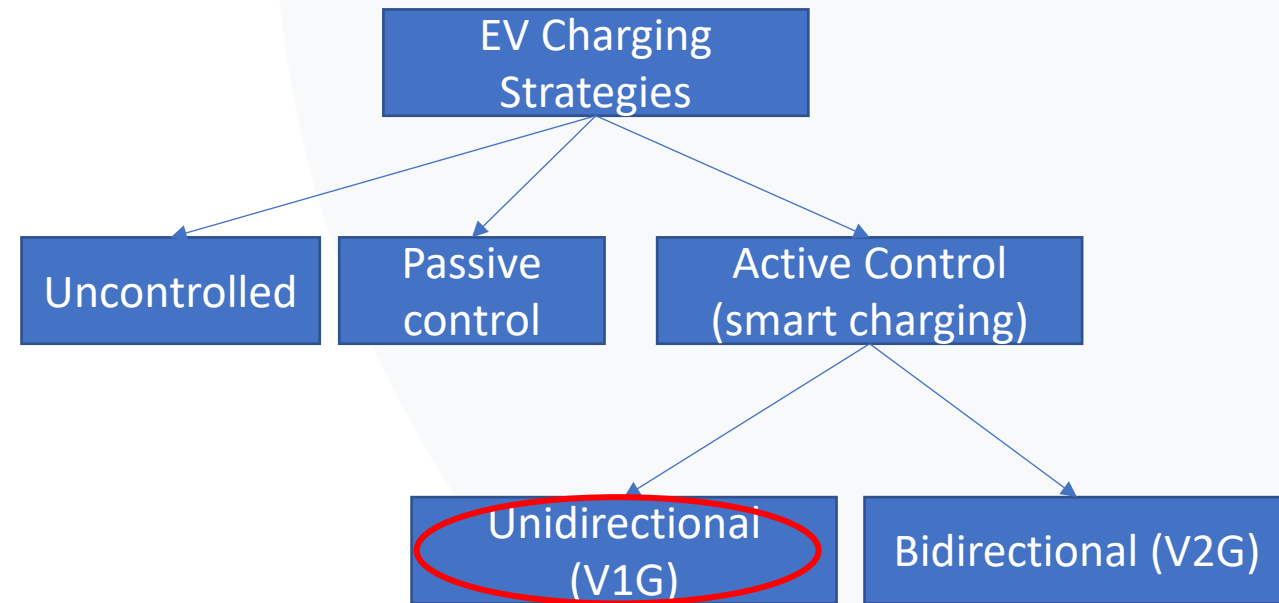 EV Charging
Strategies
Uncontrolled
Passive
control
Active Control
(smart charging)
Unidirectional
(V1G)
Bidirectional (V2G)